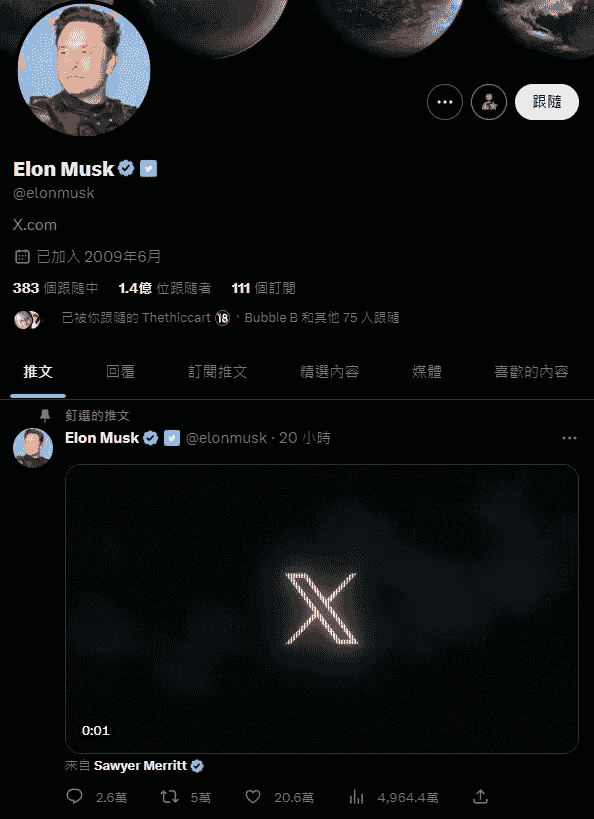 跟隨
Elon Musk
@elonmusk
X.com
已加入 2009年6月
383 個跟隨中 1.4億 位跟隨者 111 個訂閱
已被你跟隨的 Thethiccart 🔞、Bubble B 和其他 75 人跟隨
推文 回覆 訂閱推文 精選內容 媒體 喜歡的內容
釘選的推文
Elon Musk @elonmusk · 20 小時
X
0:01
來自 Sawyer Merritt
2.6萬 5萬 20.6萬 4,964.4萬